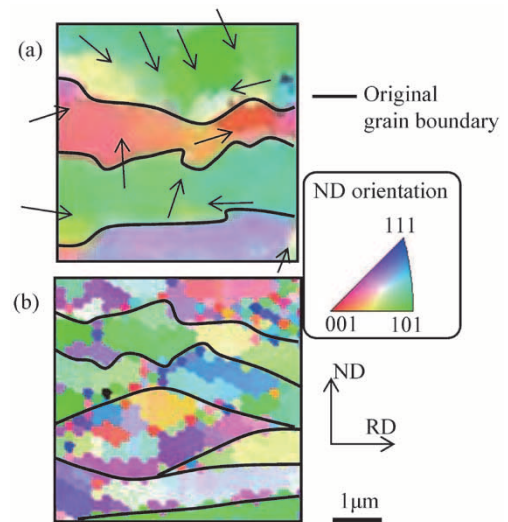 (a)
Original
grain boundary
ND orientation
111
001
101
(b)
ND
RD
1μm